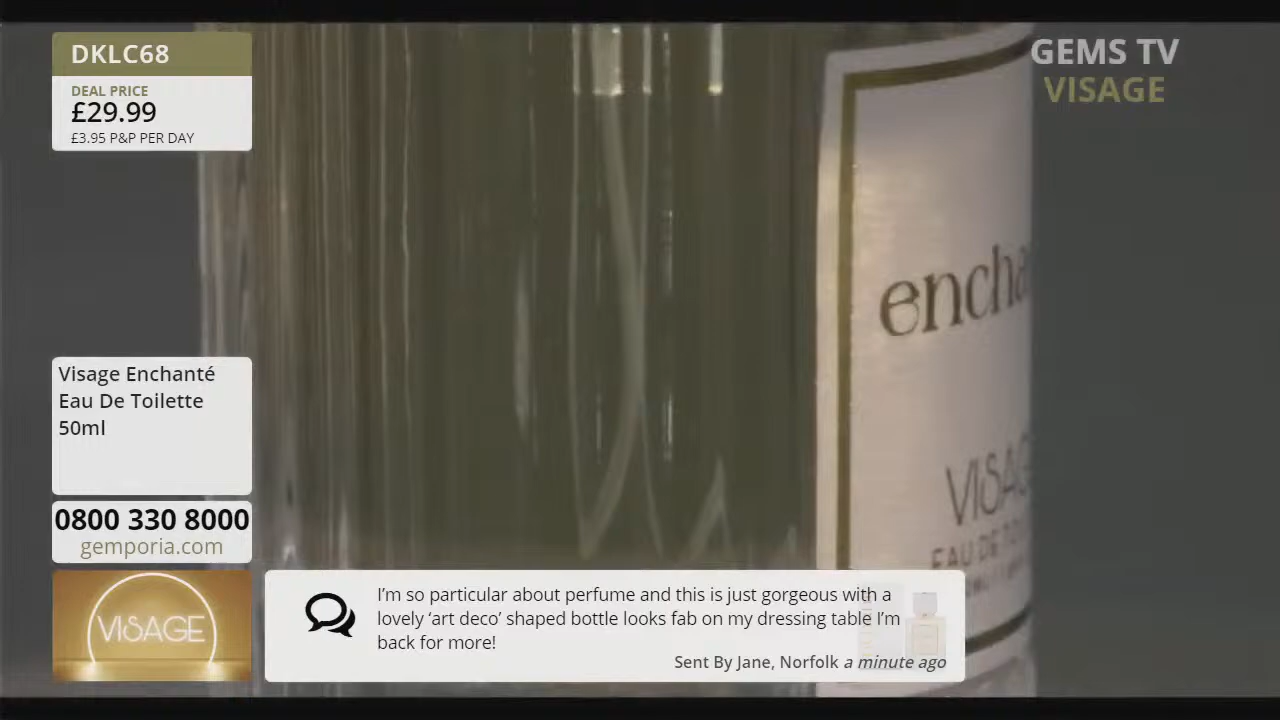 DKLC68
DEAL PRICE
£29.99
£3.95 P&P PER DAY
GEMS TV
VISAGE
encha
VISAG
EAU DE TO
Visage Enchanté
Eau De Toilette
50ml
0800 330 8000
gemporia.com
VISAGE
I’m so particular about perfume and this is just gorgeous with a
lovely ‘art deco’ shaped bottle looks fab on my dressing table I’m
back for more!
Sent By Jane, Norfolk a minute ago